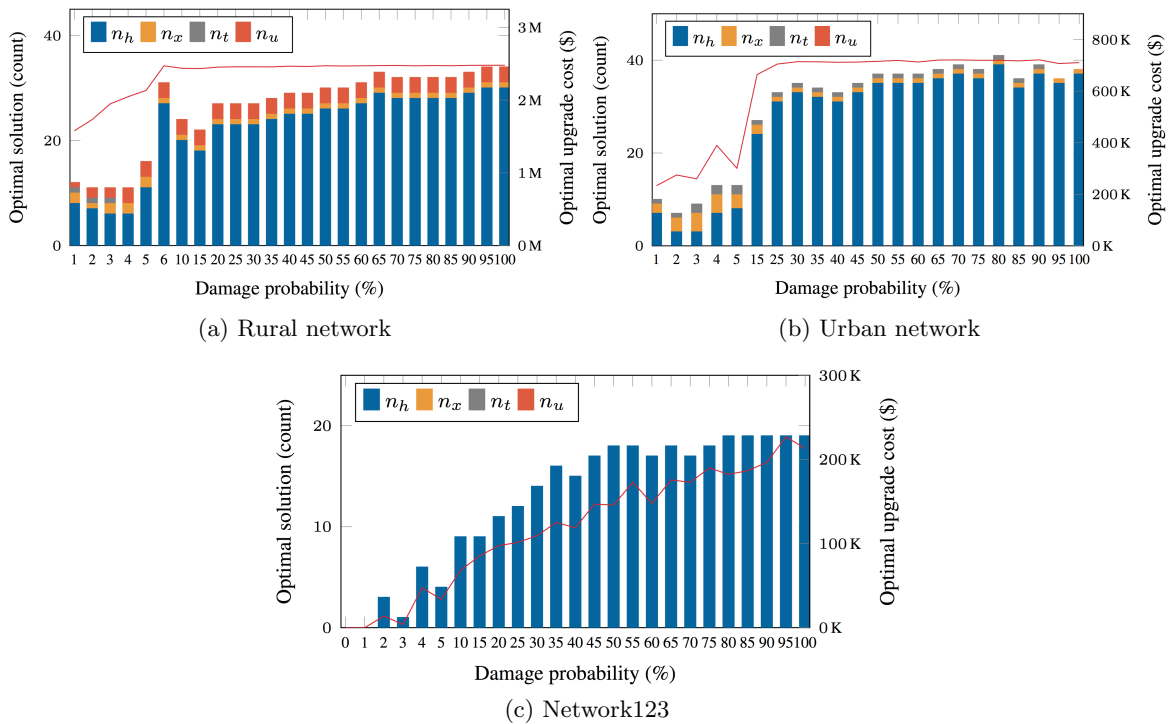 Optimal solution (count)
40
20
0
n_h n_x n_t n_u
3 M
2 M
1 M
0 M
Optimal upgrade cost ($)
1 2 3 4 5 6 10 15 20 25 30 35 40 45 50 55 60 65 70 75 80 85 90 95 100
Damage probability (%)
(a) Rural network
Optimal solution (count)
40
20
0
n_h n_x n_t n_u
800 K
600 K
400 K
200 K
0 K
Optimal upgrade cost ($)
1 2 3 4 5 15 25 30 35 40 45 50 55 60 65 70 75 80 85 90 95 100
Damage probability (%)
(b) Urban network
Optimal solution (count)
20
10
0
n_h n_x n_t n_u
300 K
200 K
100 K
0 K
Optimal upgrade cost ($)
0 1 2 3 4 5 10 15 20 25 30 35 40 45 50 55 60 65 70 75 80 85 90 95 100
Damage probability (%)
(c) Network123